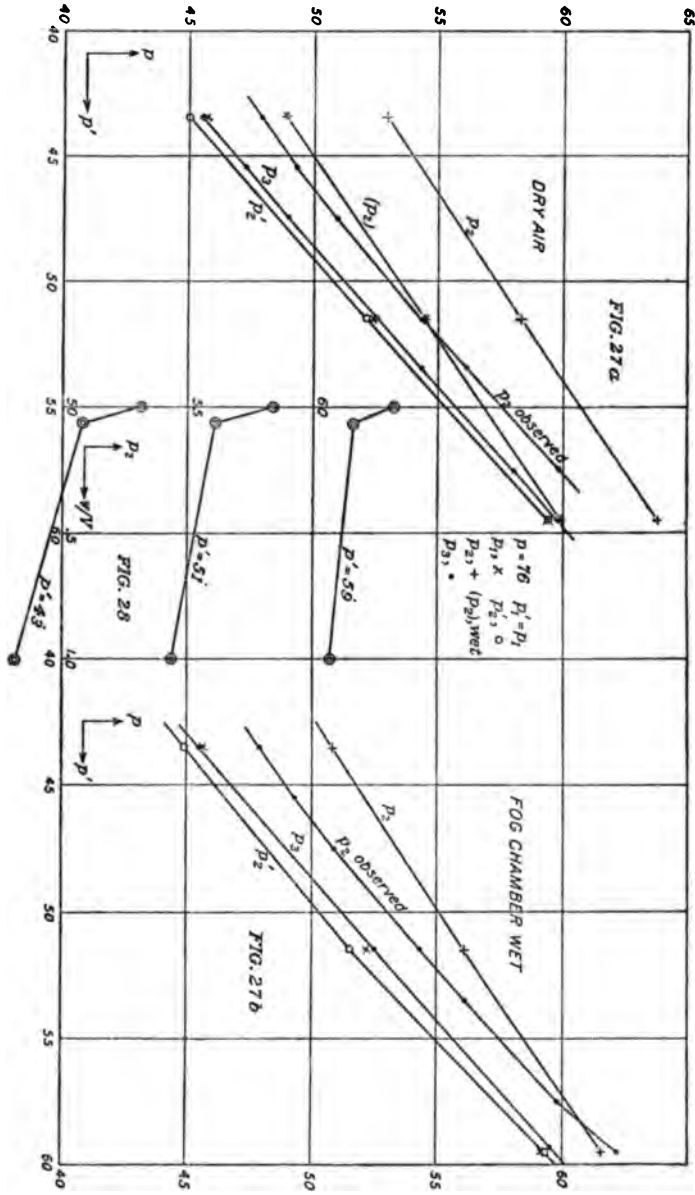 40 45 50 55 60 65
40
45
50
55
60
p
p'
DRY AIR
FIG. 27a
p₂
(p₂)
p₂ observed
p₃
p₂'
p = 76 p₁' = p₁
p₁, × p₂', o
p₂, + (p₂), wet
p₃, •
50 55 60
p₂
v/V
.5
1.0
p' = 43
p' = 51
p' = 59
FIG. 28
40
45
50
55
60
p
p'
FOG CHAMBER WET
p₂
p₂ observed
p₃
p₂'
FIG. 27b
40 45 50 55 60